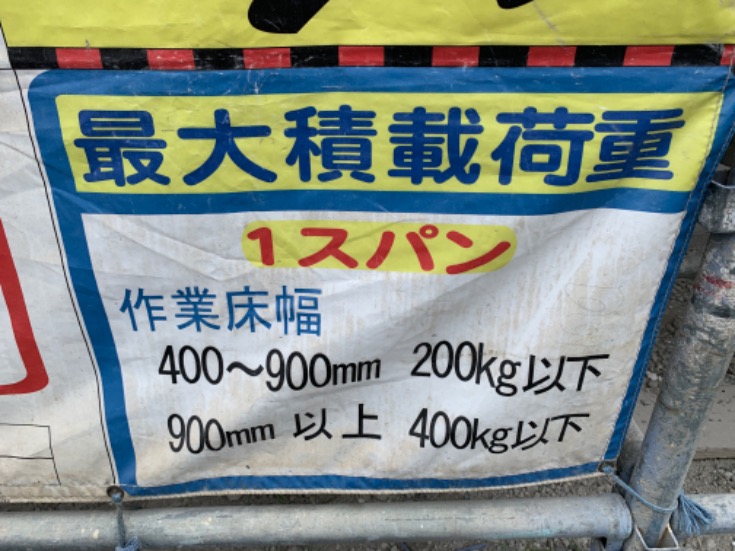 最大積載荷重
1スパン
作業床幅
400～900mm 200kg以下
900mm 以上 400kg以下